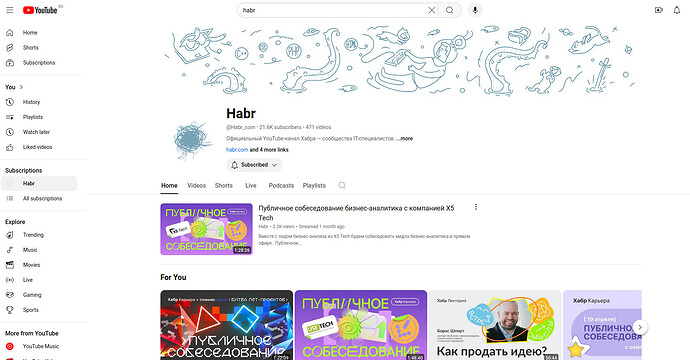 YouTube
RU
habr
Home
Shorts
Subscriptions
You
History
Playlists
Watch later
Liked videos
Subscriptions
Habr
All subscriptions
Explore
Trending
Music
Movies
Live
Gaming
Sports
More from YouTube
YouTube Music
PHP
Habr
@Habr_com · 21.6K subscribers · 471 videos
Официальный YouTube-канал Хабра — сообщества IT-специалистов. ...more
habr.com and 4 more links
Subscribed
Home Videos Shorts Live Podcasts Playlists
ПУБЛ//ЧНОЕ
X5 TECH
СОБЕСЕДОВАНИЕ
1:28:26
Публичное собеседование бизнес-аналитика с компанией X5
Tech
Habr • 2.2K views • Streamed 1 month ago
Вместе с лидом бизнес-анализа из X5 Tech будем собеседовать мидла бизнес-аналитика в прямом
эфире. Публичное...
For You
Хабр Карьера
БИТВА ПЕТ-ПРОЕКТОВ
ПУБЛИЧНОЕ
СОБЕСЕДОВАНИЕ
ПУБЛ//ЧНОЕ
Хабр Карьера
TECH
СОБЕСЕДОВАНИЕ
1:48:40
Хабр Лекторий
Борис Шпирт
Как продать идею?
50:44
Хабр Карьера
[19 апреля]
ПУБЛИЧНО
СОБЕСЕДО